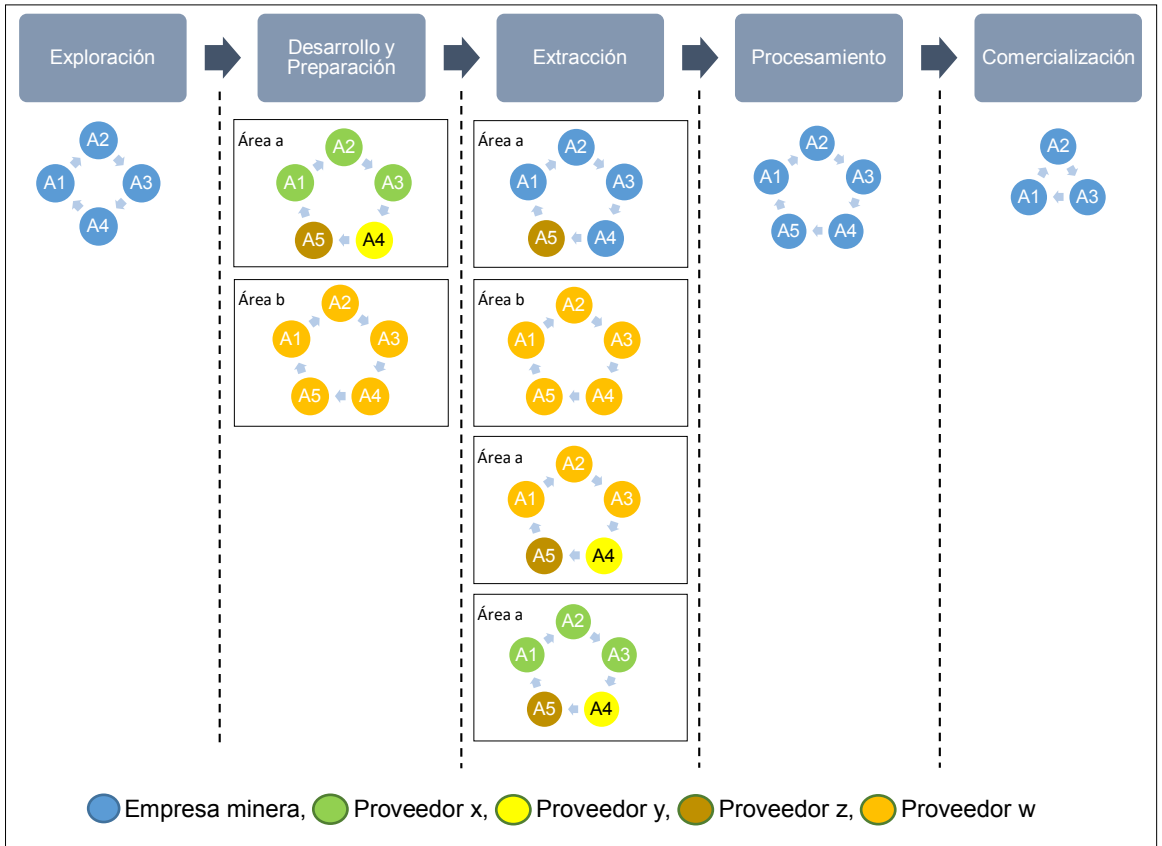 Exploración
Desarrollo y
Preparación
Extracción
Procesamiento
Comercialización
A2
A1
A3
A4
Área a
A2
A1
A3
A5
A4
Área b
A2
A1
A3
A5
A4
Área a
A2
A1
A3
A5
A4
Área b
A2
A1
A3
A5
A4
Área a
A2
A1
A3
A5
A4
Área a
A2
A1
A3
A5
A4
A2
A1
A3
A5
A4
A2
A1
A3
Empresa minera, Proveedor x, Proveedor y, Proveedor z, Proveedor w